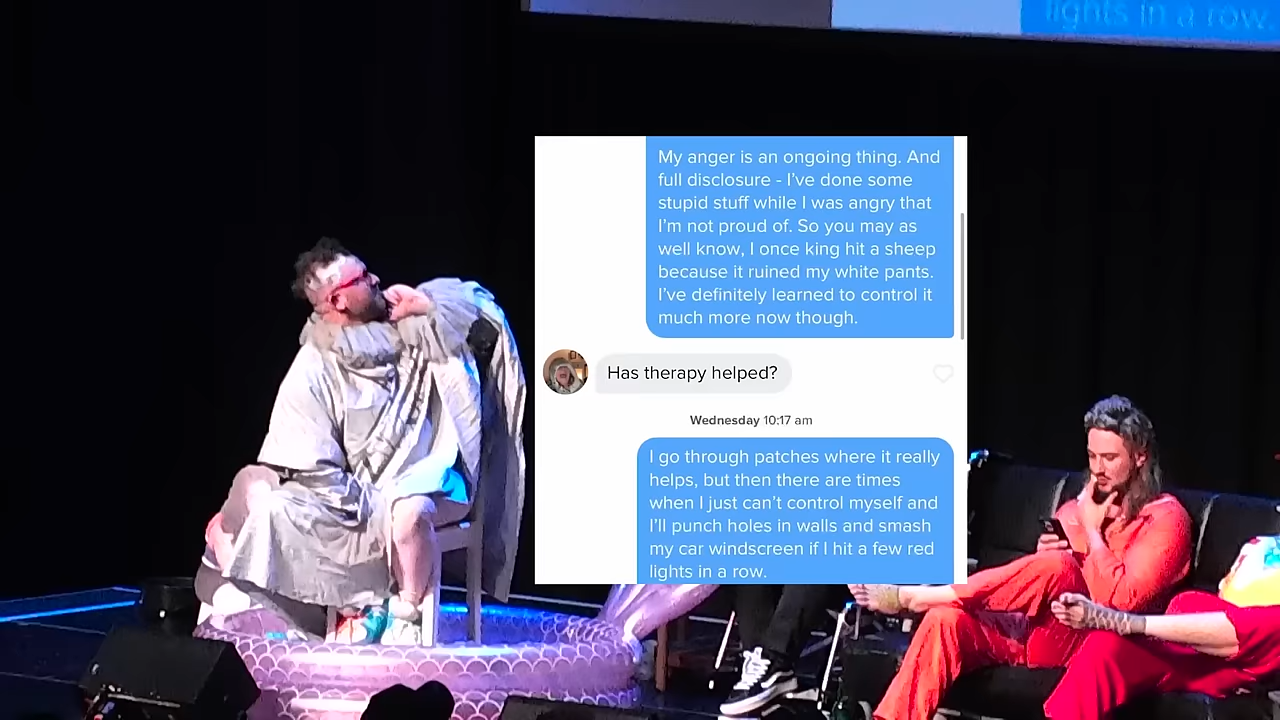 lights in a row.
My anger is an ongoing thing. And
full disclosure - I've done some
stupid stuff while I was angry that
I'm not proud of. So you may as
well know, I once king hit a sheep
because it ruined my white pants.
I've definitely learned to control it
much more now though.
Has therapy helped?
Wednesday 10:17 am
I go through patches where it really
helps, but then there are times
when I just can't control myself and
I'll punch holes in walls and smash
my car windscreen if I hit a few red
lights in a row.